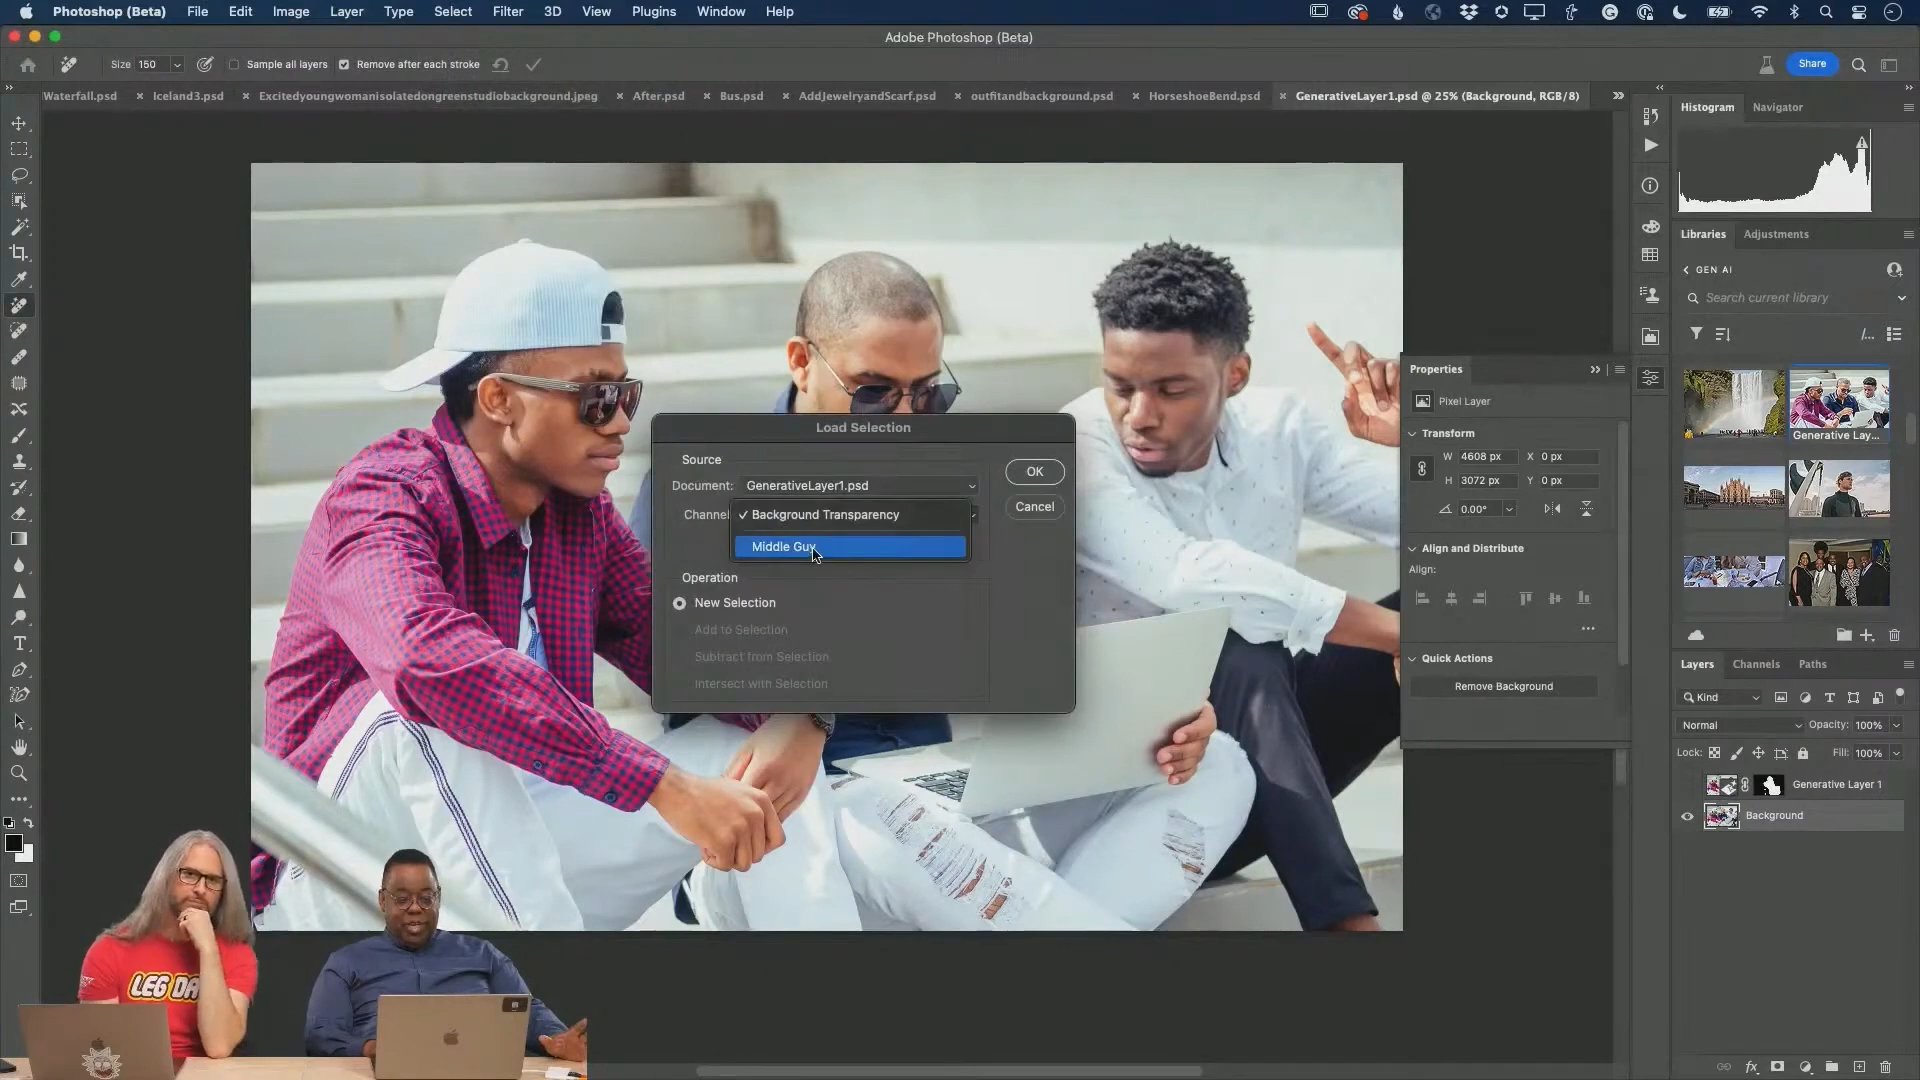 Photoshop (Beta) File Edit Image Layer Type Select Filter 3D View Plugins Window Help
Adobe Photoshop (Beta)
Size 150 Sample all layers Remove after each stroke Share
Waterfall.psd × Iceland3.psd × Excitedyoungwomanisolatedongreenstudiobackground.jpeg × After.psd × Bus.psd × AddJewelryandScarf.psd × outfitandbackground.psd × HorseshoeBend.psd × GenerativeLayer1.psd @ 25% (Background, RGB/8)
Histogram Navigator
Libraries Adjustments
GEN AI
Search current library
Generative Lay...
Properties
Pixel Layer
Transform
W 4608 px X 0 px
H 3072 px Y 0 px
0.00°
Align and Distribute
Align:
Quick Actions
Remove Background
Load Selection
Source
Document: GenerativeLayer1.psd
Channel
✓ Background Transparency
Middle Guy
Operation
New Selection
Add to Selection
Subtract from Selection
Intersect with Selection
OK
Cancel
Layers Channels Paths
Kind
Normal Opacity: 100%
Lock: Fill: 100%
Generative Layer 1
Background
LEG DA